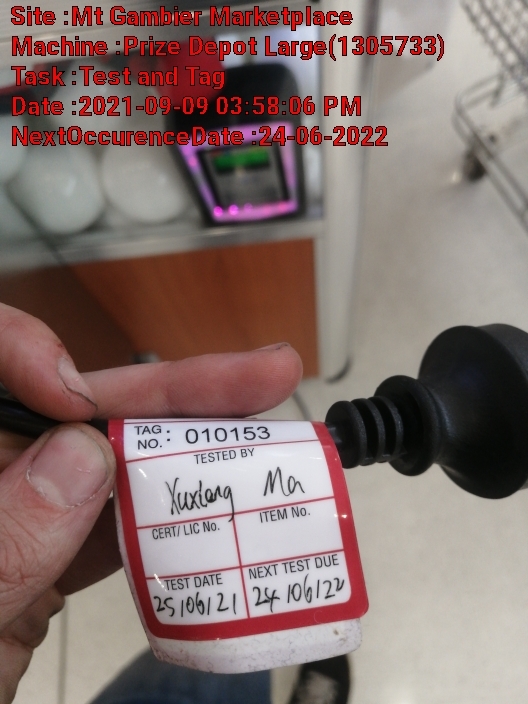 Site :Mt Gambier Marketplace
Machine :Prize Depot Large(1305733)
Task :Test and Tag
Date :2021-09-09 03:58:06 PM
NextOccurenceDate :24-06-2022
TAG NO.: 010153
TESTED BY
Xuxiang Ma
CERT/ LIC No. ITEM No.
TEST DATE NEXT TEST DUE
25/06/21 24/06/22